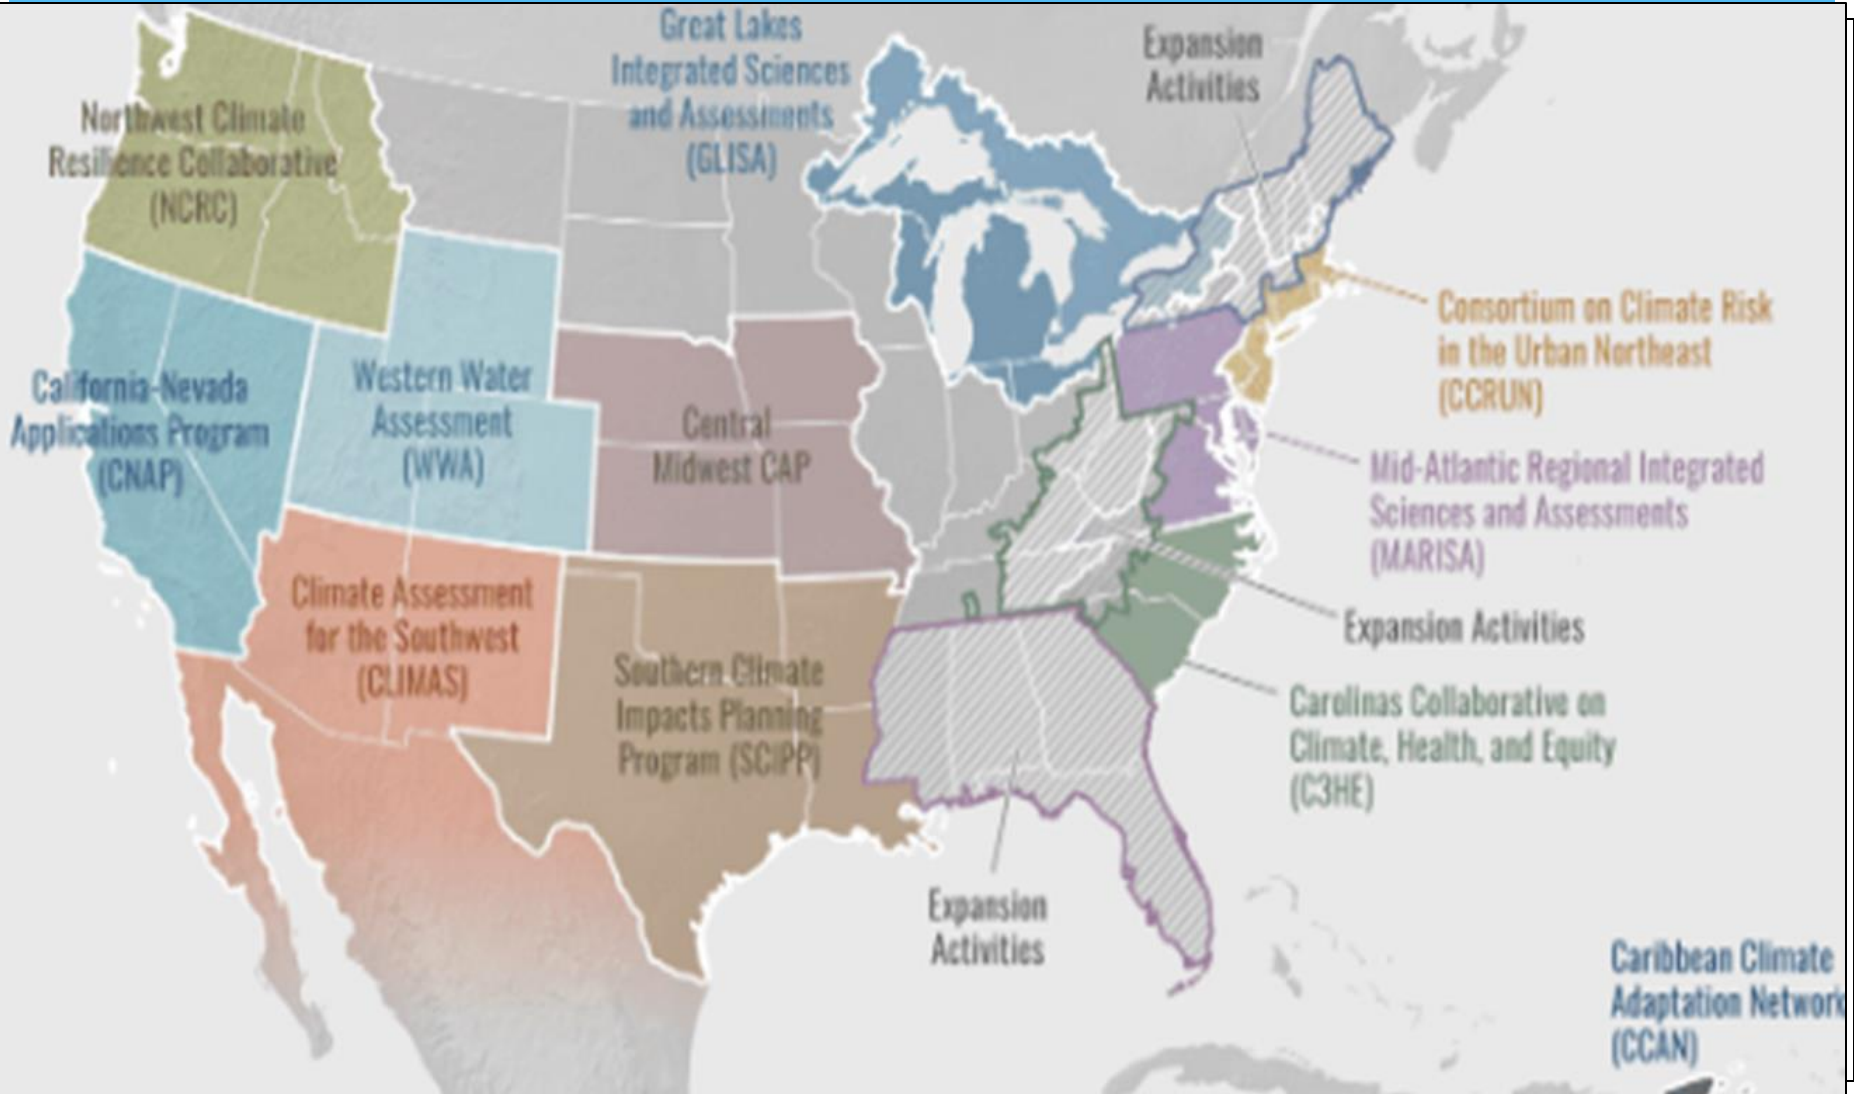 Great Lakes
Integrated Sciences
and Assessments
(GLISA)
Expansion
Activities
Northwest Climate
Resilience Collaborative
(NCRC)
Consortium on Climate Risk
in the Urban Northeast
(CCRUN)
California-Nevada
Applications Program
(CNAP)
Western Water
Assessment
(WWA)
Central
Midwest CAP
Mid-Atlantic Regional Integrated
Sciences and Assessments
(MARISA)
Climate Assessment
for the Southwest
(CLIMAS)
Expansion Activities
Southern Climate
Impacts Planning
Program (SCIPP)
Carolinas Collaborative on
Climate, Health, and Equity
(C3HE)
Expansion
Activities
Caribbean Climate
Adaptation Network
(CCAN)